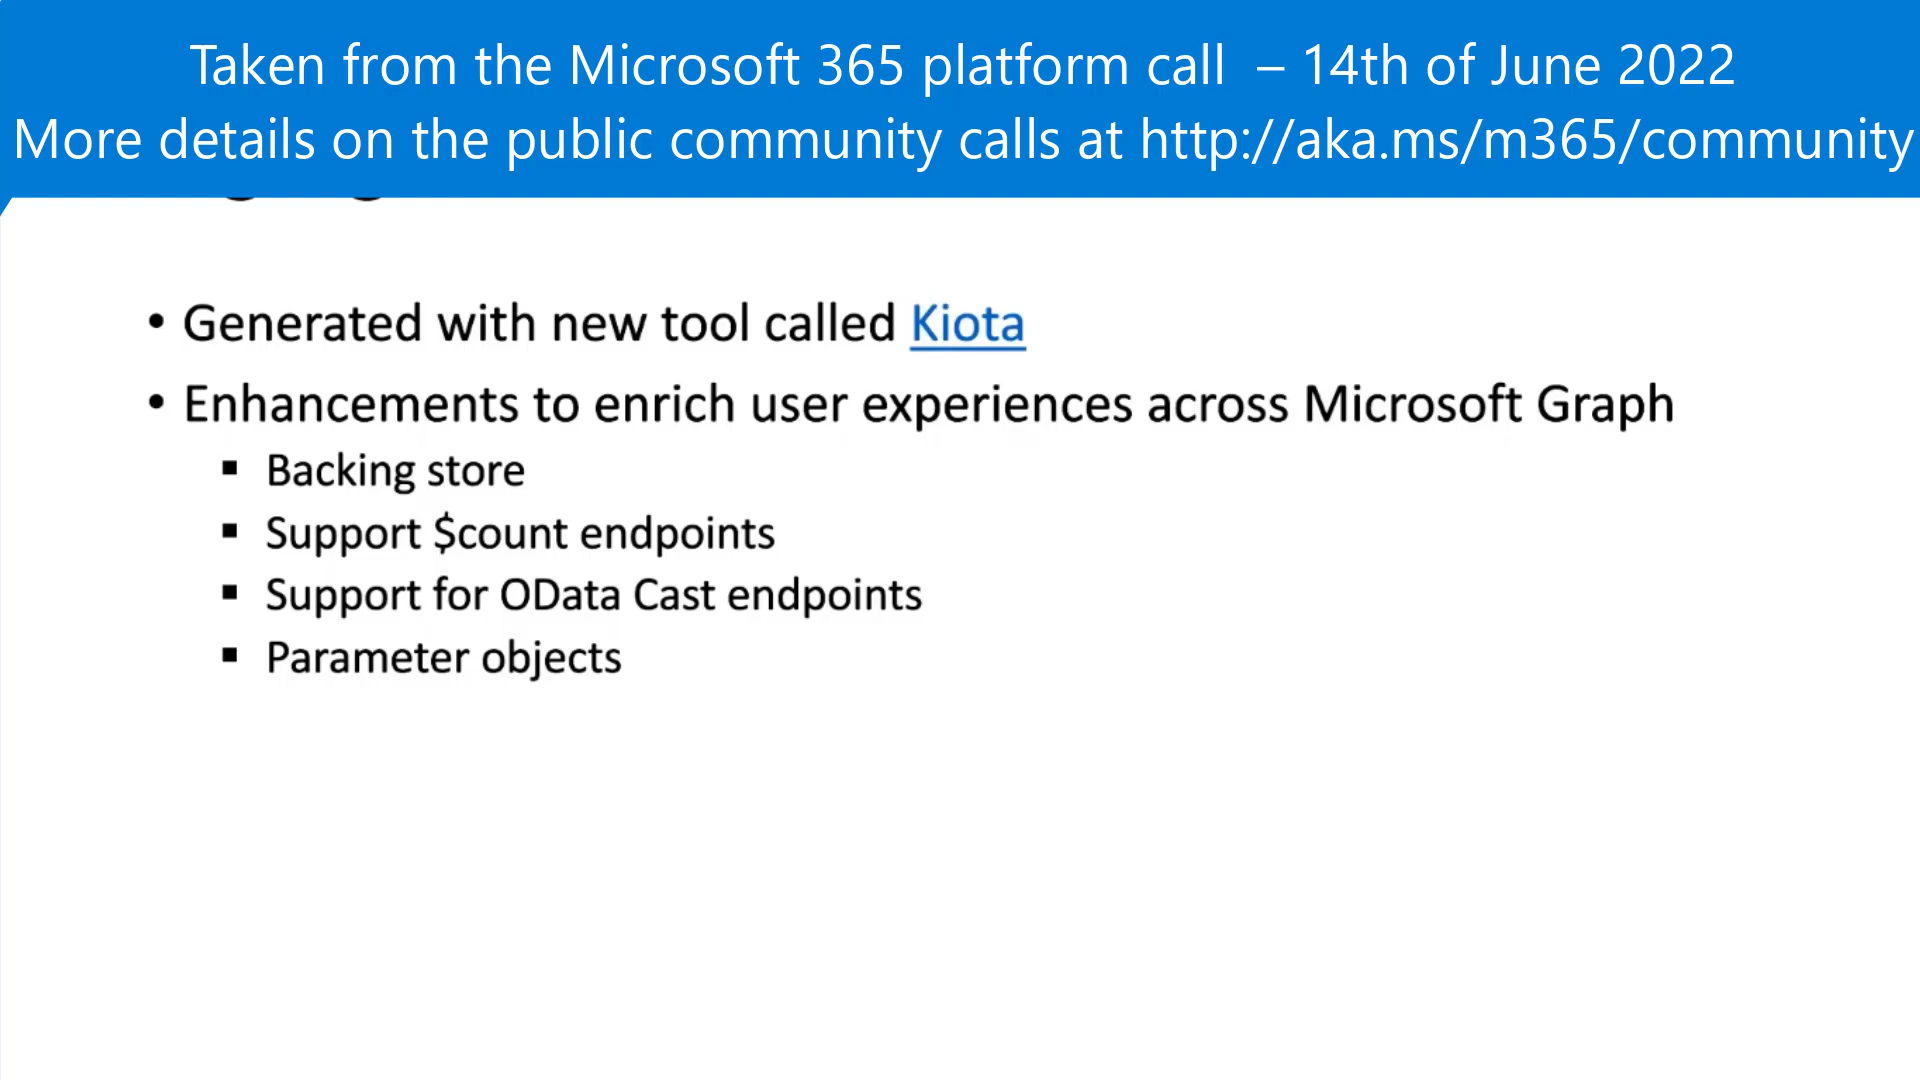 Taken from the Microsoft 365 platform call – 14th of June 2022
More details on the public community calls at http://aka.ms/m365/community
• Generated with new tool called Kiota
• Enhancements to enrich user experiences across Microsoft Graph
▪ Backing store
▪ Support $count endpoints
▪ Support for OData Cast endpoints
▪ Parameter objects